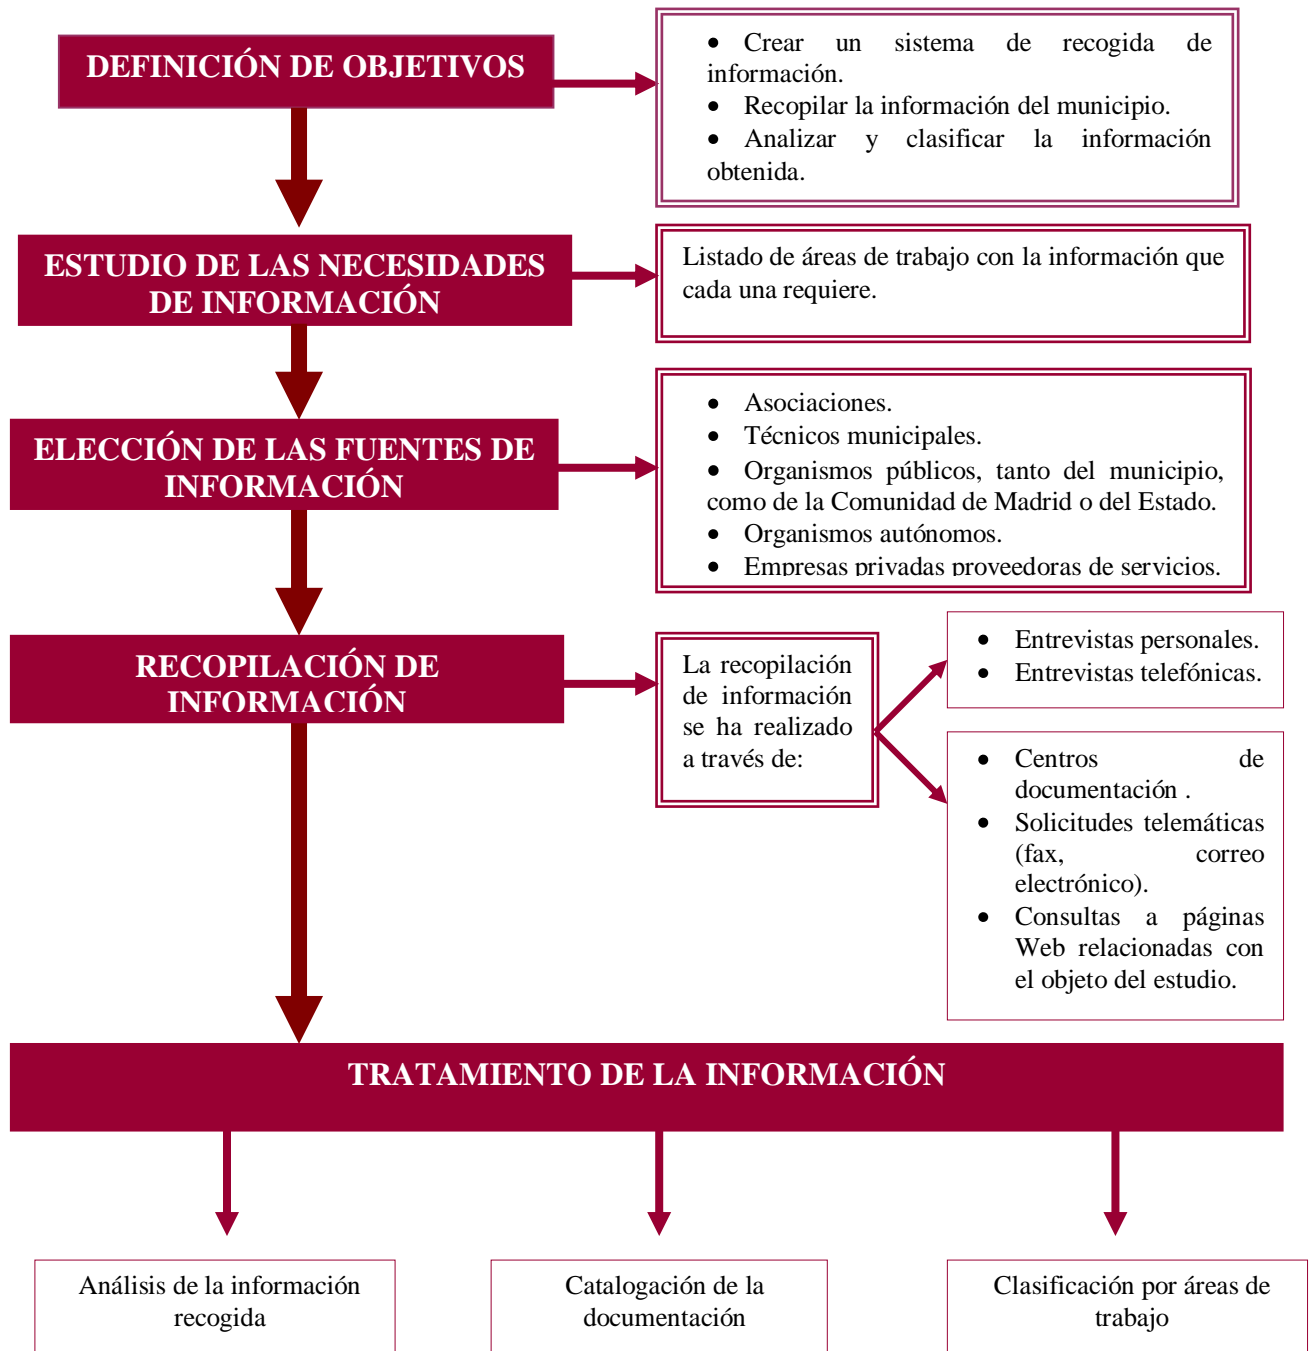 DEFINICIÓN DE OBJETIVOS
• Crear un sistema de recogida de
información.
• Recopilar la información del municipio.
• Analizar y clasificar la información
obtenida.
ESTUDIO DE LAS NECESIDADES
DE INFORMACIÓN
Listado de áreas de trabajo con la información que
cada una requiere.
ELECCIÓN DE LAS FUENTES DE
INFORMACIÓN
• Asociaciones.
• Técnicos municipales.
• Organismos públicos, tanto del municipio,
como de la Comunidad de Madrid o del Estado.
• Organismos autónomos.
• Empresas privadas proveedoras de servicios.
RECOPILACIÓN DE
INFORMACIÓN
La recopilación
de información
se ha realizado
a través de:
• Entrevistas personales.
• Entrevistas telefónicas.
• Centros de
documentación .
• Solicitudes telemáticas
(fax, correo
electrónico).
• Consultas a páginas
Web relacionadas con
el objeto del estudio.
TRATAMIENTO DE LA INFORMACIÓN
Análisis de la información
recogida
Catalogación de la
documentación
Clasificación por áreas de
trabajo